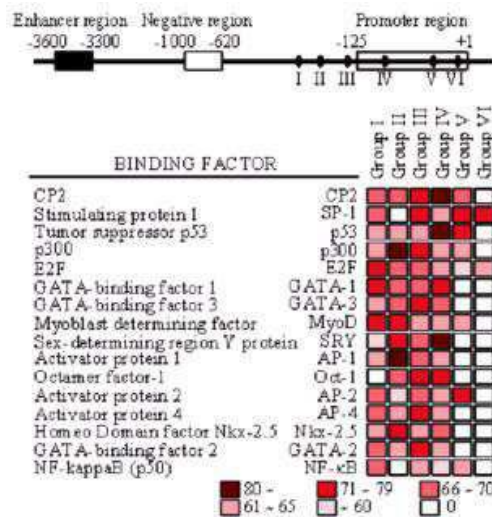 Enhancer region Negative region Promoter region
-3600 -3300 -1000 -620 -125 +1
I II III IV V VI
Group I Group II Group III Group IV Group V Group VI
BINDING FACTOR
CP2 CP2
Stimulating protein 1 SP-1
Tumor suppressor p53 p53
p300 p300
E2F E2F
GATA-binding factor 1 GATA-1
GATA-binding factor 3 GATA-3
Myoblast determining factor MyoD
Sex-determining region Y protein SRY
Activator protein 1 AP-1
Octamer factor-1 Oct-1
Activator protein 2 AP-2
Activator protein 4 AP-4
Homeo Domain factor Nkx-2.5 Nkx-2.5
GATA-binding factor 2 GATA-2
NF-kappaB (p50) NF-κB
80 - 71 - 79 66 - 70
61 - 65 - 60 0